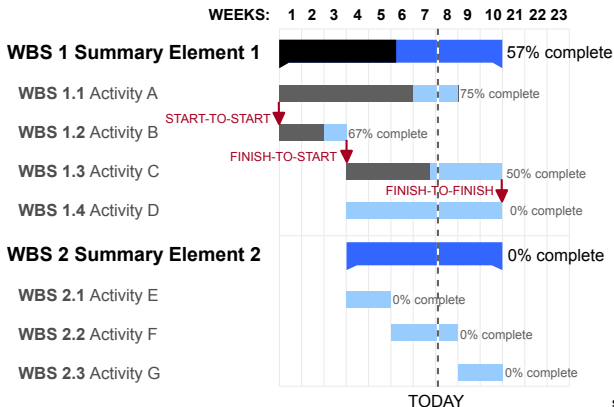 WEEKS: 1 2 3 4 5 6 7 8 9 10 21 22 23
WBS 1 Summary Element 1 57% complete
WBS 1.1 Activity A 75% complete
START-TO-START
WBS 1.2 Activity B 67% complete
FINISH-TO-START
WBS 1.3 Activity C 50% complete
FINISH-TO-FINISH
WBS 1.4 Activity D 0% complete
WBS 2 Summary Element 2 0% complete
WBS 2.1 Activity E 0% complete
WBS 2.2 Activity F 0% complete
WBS 2.3 Activity G 0% complete
TODAY